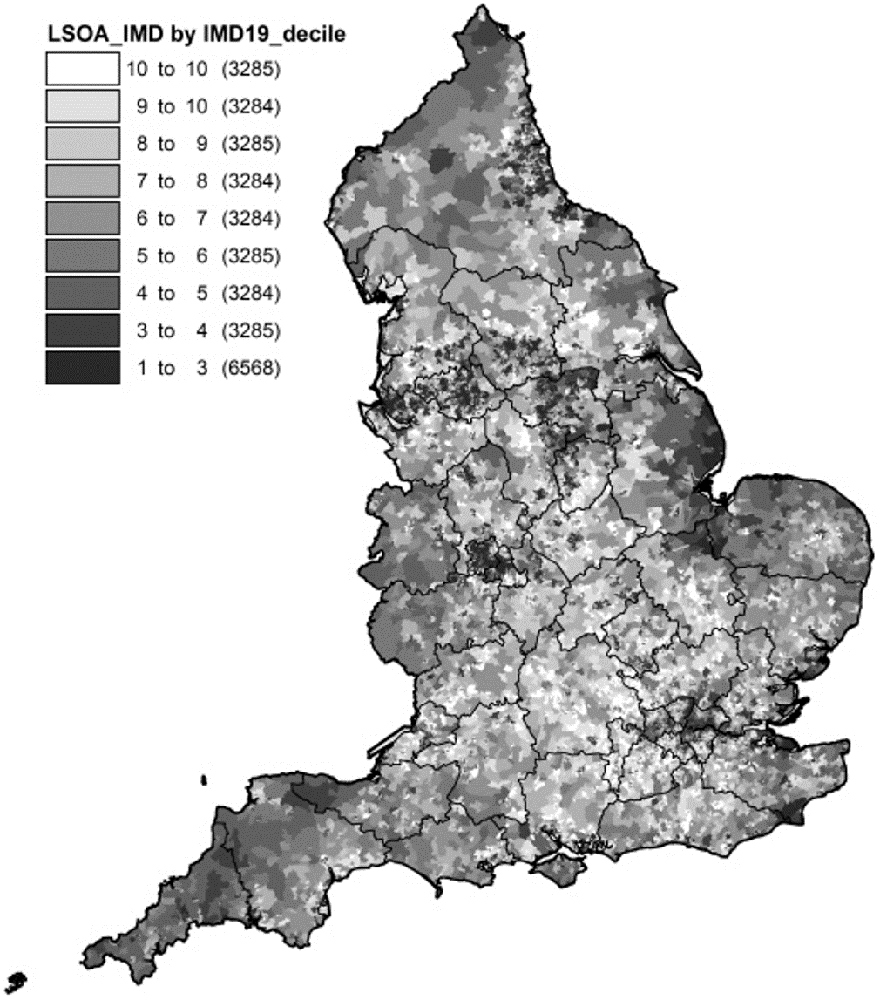 LSOA_IMD by IMD19_decile
10 to 10 (3285)
9 to 10 (3284)
8 to 9 (3285)
7 to 8 (3284)
6 to 7 (3284)
5 to 6 (3285)
4 to 5 (3284)
3 to 4 (3285)
1 to 3 (6568)